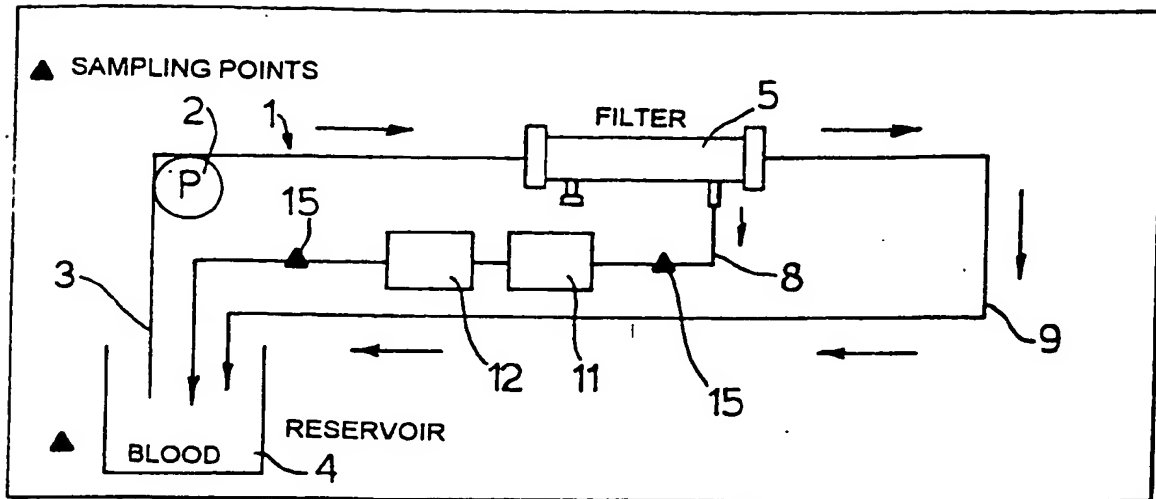 ▲ SAMPLING POINTS
2
1
FILTER
5
P
15
3
8
9
12
11
15
RESERVOIR
BLOOD
4